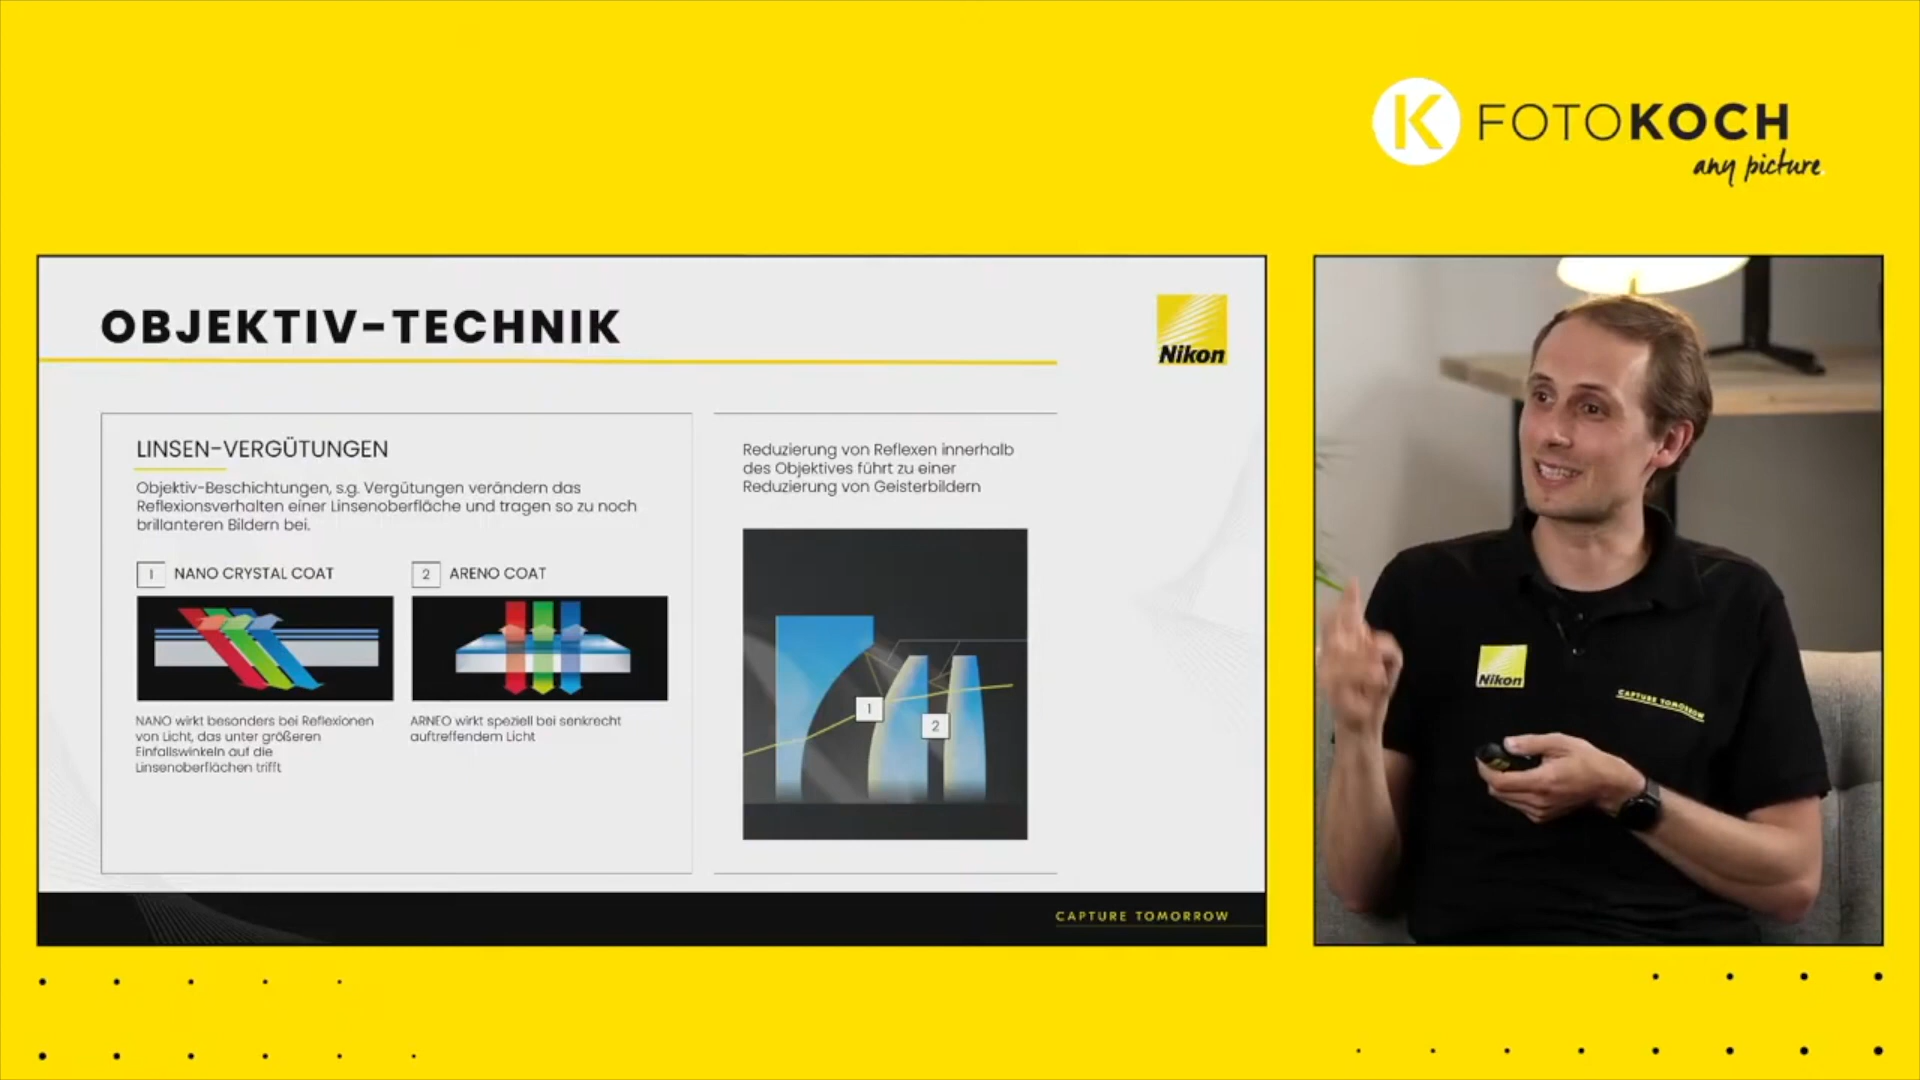 K FOTOKOCH
any picture.
OBJEKTIV-TECHNIK
Nikon
LINSEN-VERGÜTUNGEN
Objektiv-Beschichtungen, s.g. Vergütungen verändern das
Reflexionsverhalten einer Linsenoberfläche und tragen so zu noch
brillanteren Bildern bei.
1 NANO CRYSTAL COAT
2 ARENO COAT
NANO wirkt besonders bei Reflexionen
von Licht, das unter größeren
Einfallswinkeln auf die
Linsenoberflächen trifft
ARNEO wirkt speziell bei senkrecht
auftreffendem Licht
Reduzierung von Reflexen innerhalb
des Objektives führt zu einer
Reduzierung von Geisterbildern
1
2
CAPTURE TOMORROW
Nikon
CAPTURE TOMORROW